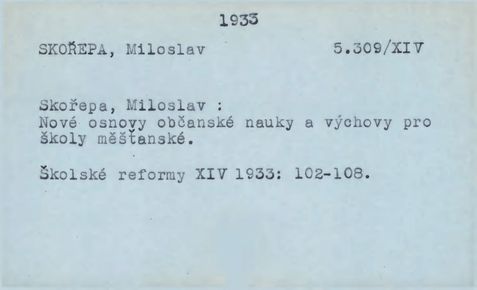 1933
SKOŘEPA, Miloslav 5.309/XIV
Skořepa, Miloslav :
Nové osnovy občanské nauky a výchovy pro
školy měšťanské.
Školské reformy XIV 1933: 102-108.